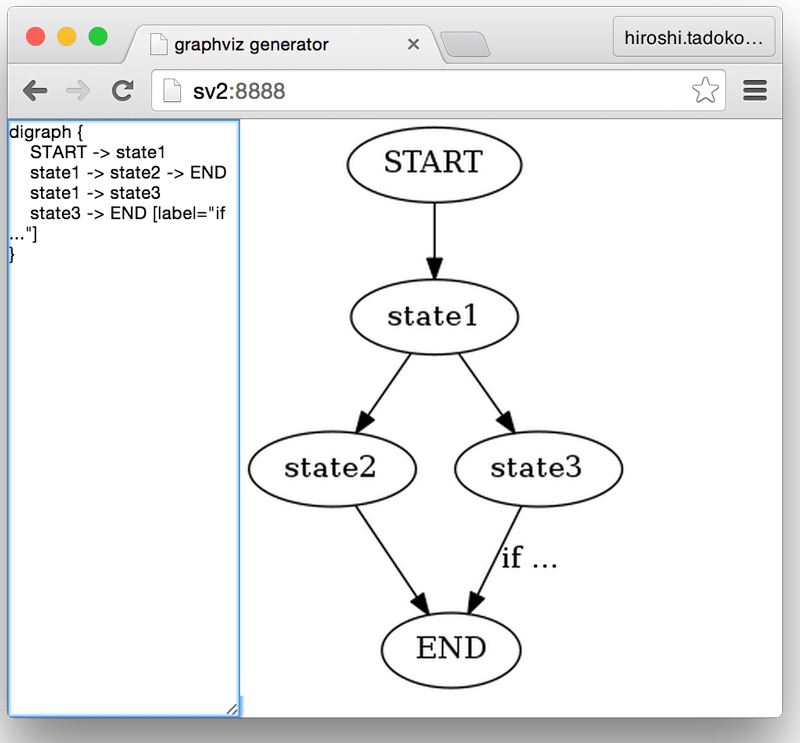 graphviz generator
hiroshi.tadoko...
sv2:8888
digraph {
    START -> state1
    state1 -> state2 -> END
    state1 -> state3
    state3 -> END [label="if
..."]
}
START
state1
state2
state3
if ...
END